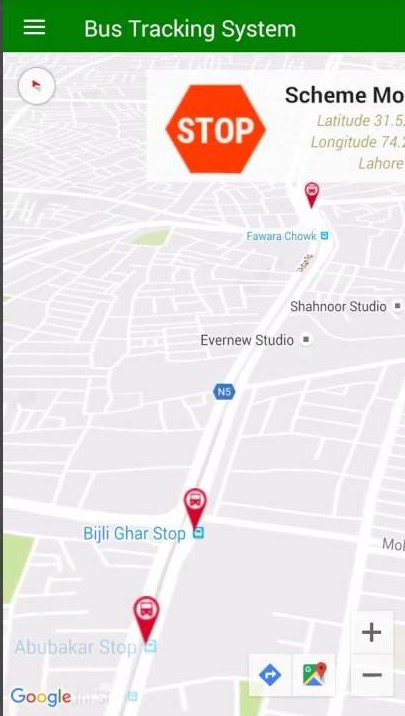 Bus Tracking System
STOP
Scheme Mo
Latitude 31.5
Longitude 74.2
Lahore
Fawara Chowk
Shahnoor Studio
Evernew Studio
N5
Bijli Ghar Stop
Mol
Abubakar Stop
Google